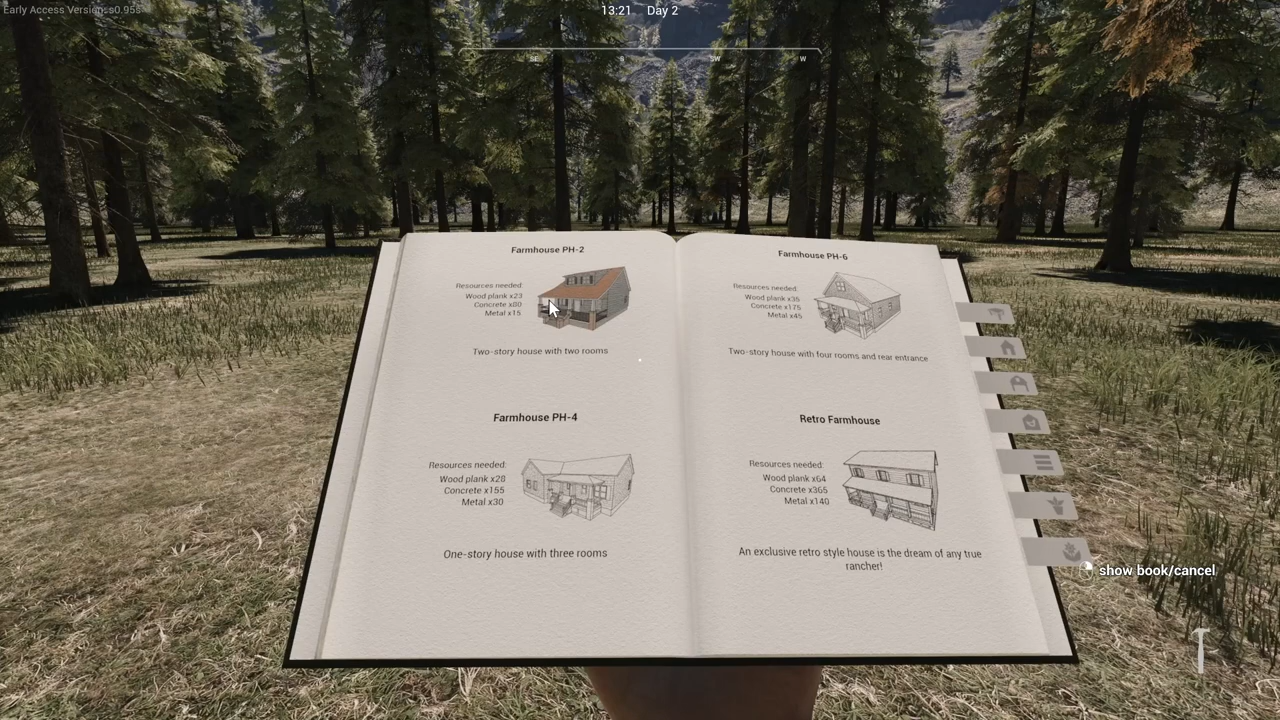 Early Access Version: s0.95s
13:21 Day 2
SW
W
Farmhouse PH-2
Resources needed:
Wood plank x23
Concrete x80
Metal x15
Two-story house with two rooms
Farmhouse PH-4
Resources needed:
Wood plank x28
Concrete x155
Metal x30
One-story house with three rooms
Farmhouse PH-6
Resources needed:
Wood plank x35
Concrete x175
Metal x45
Two-story house with four rooms and rear entrance
Retro Farmhouse
Resources needed:
Wood plank x64
Concrete x365
Metal x140
An exclusive retro style house is the dream of any true
rancher!
show book/cancel